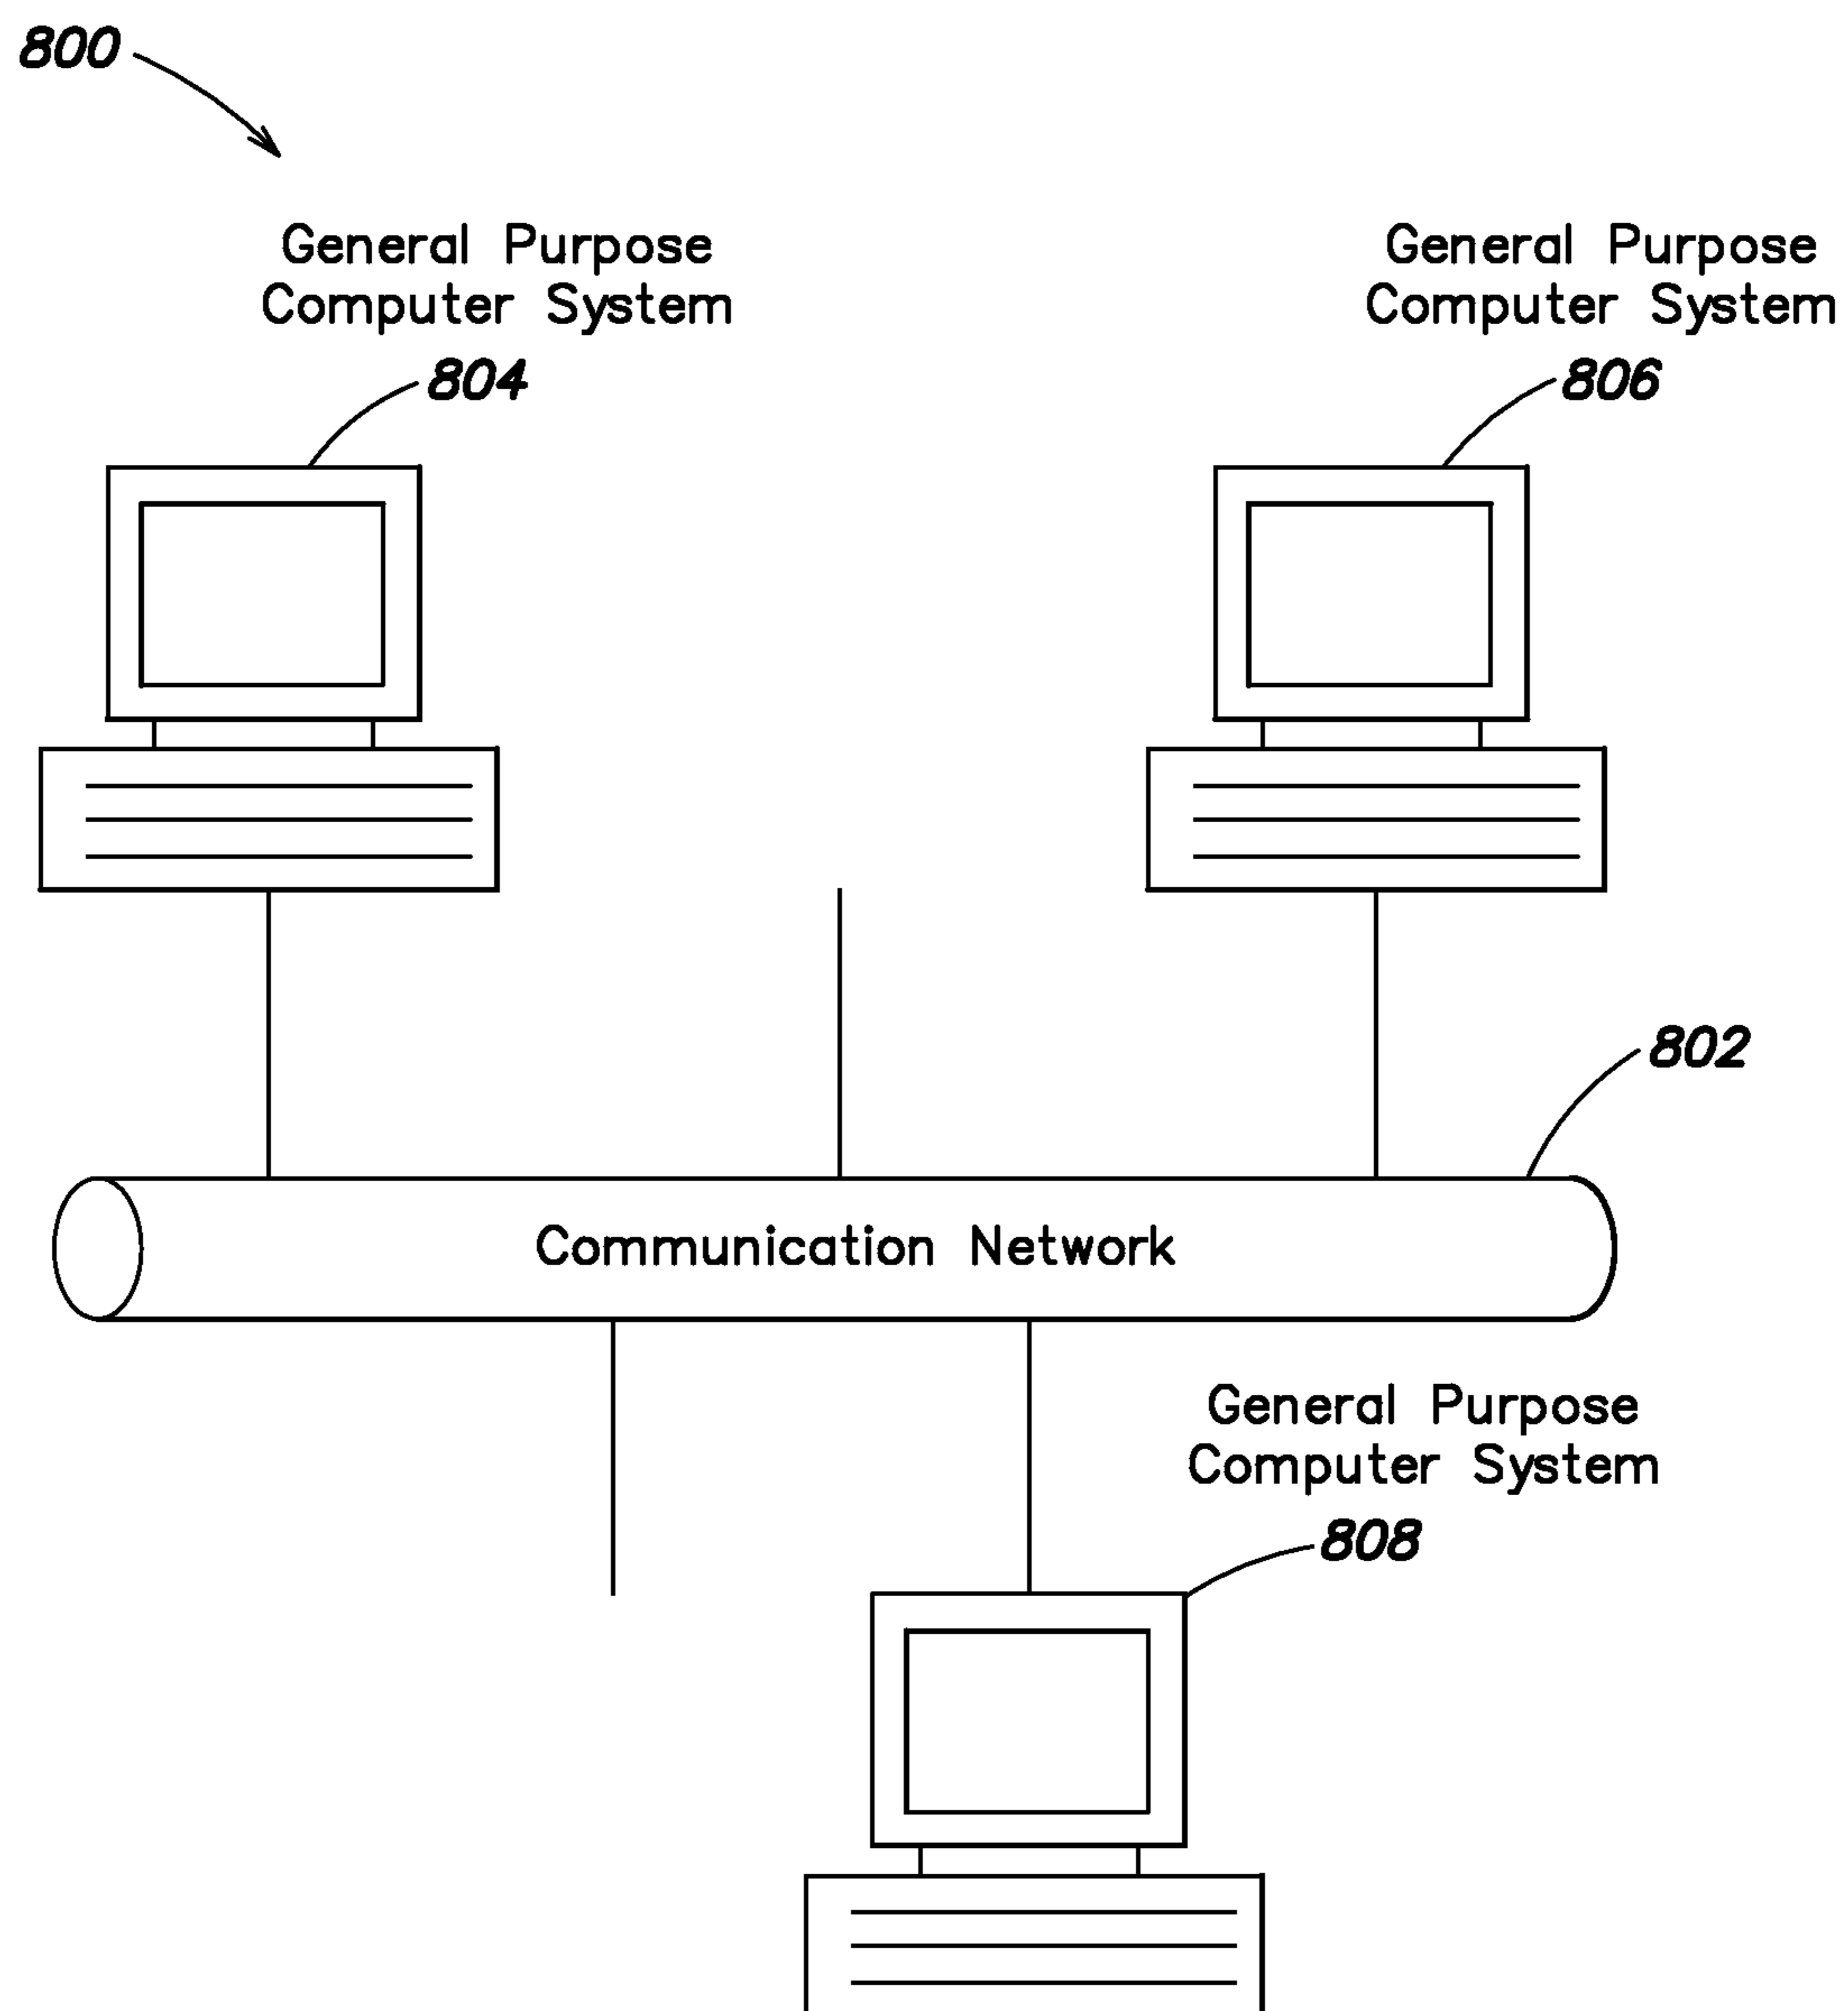 800
General Purpose
Computer System
804
General Purpose
Computer System
806
802
Communication Network
General Purpose
Computer System
808